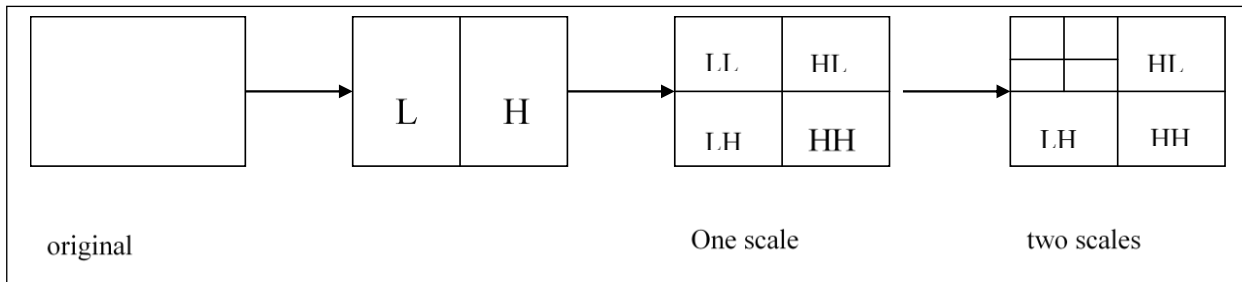 L H
LL HL
LH HH
HL
LH HH
original
One scale
two scales